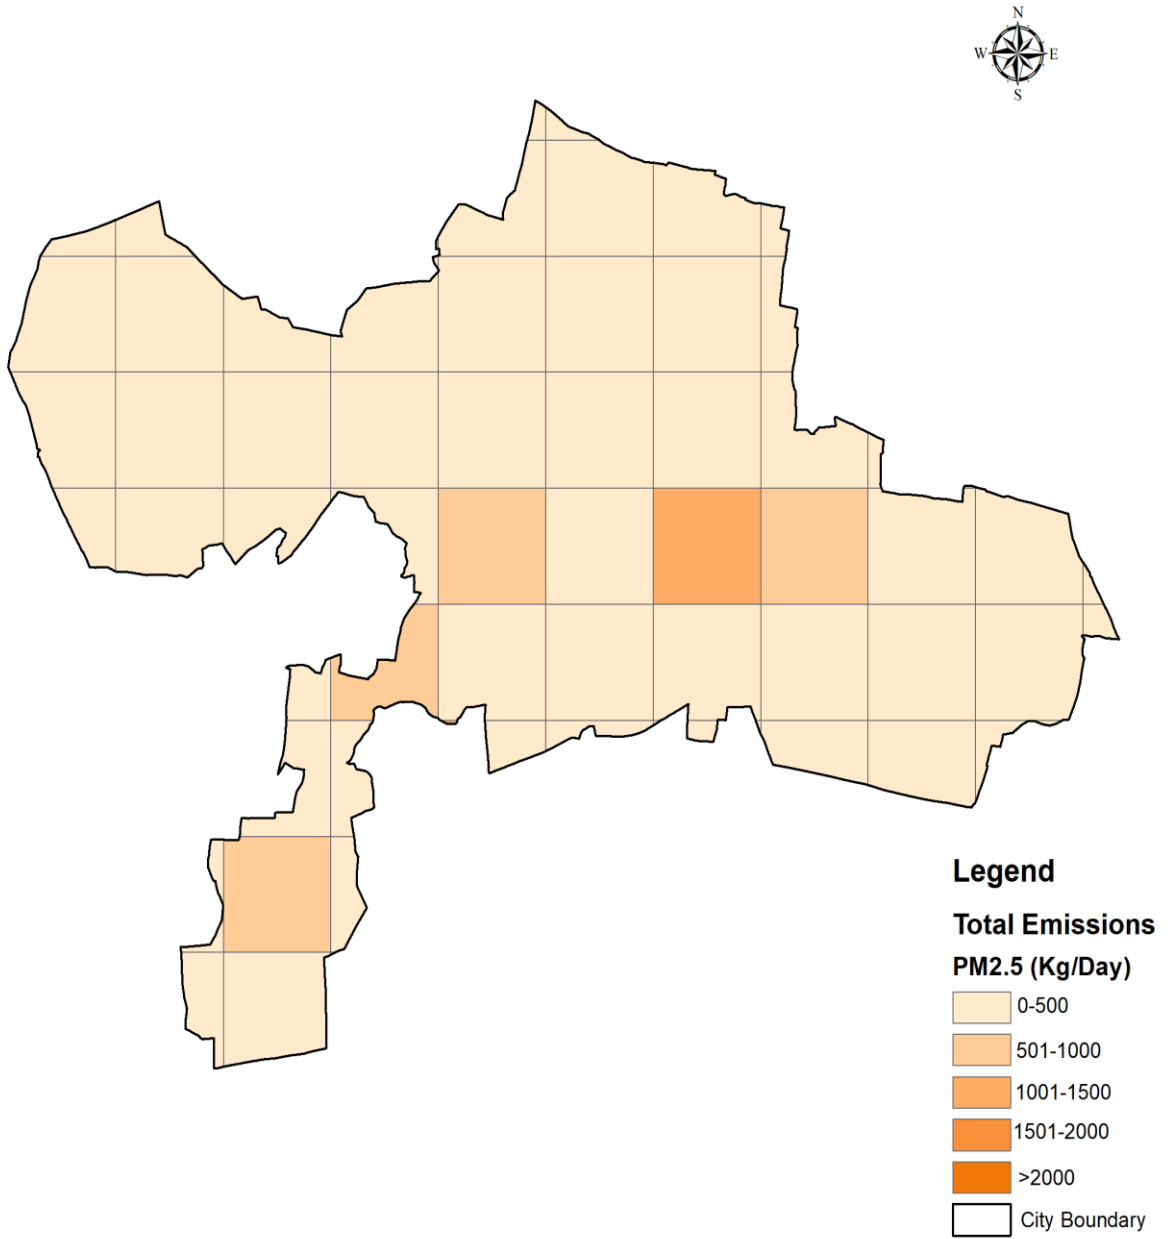 N
W E
S
Legend
Total Emissions
PM2.5 (Kg/Day)
0-500
501-1000
1001-1500
1501-2000
>2000
City Boundary